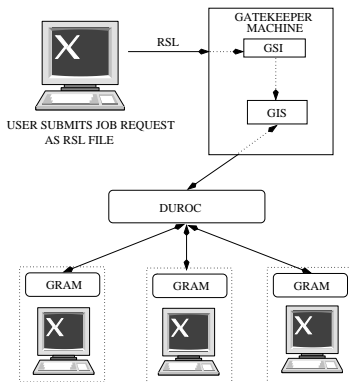 GATEKEEPER
MACHINE
RSL
GSI
X
GIS
USER SUBMITS JOB REQUEST
AS RSL FILE
DUROC
GRAM
GRAM
GRAM
X
X
X